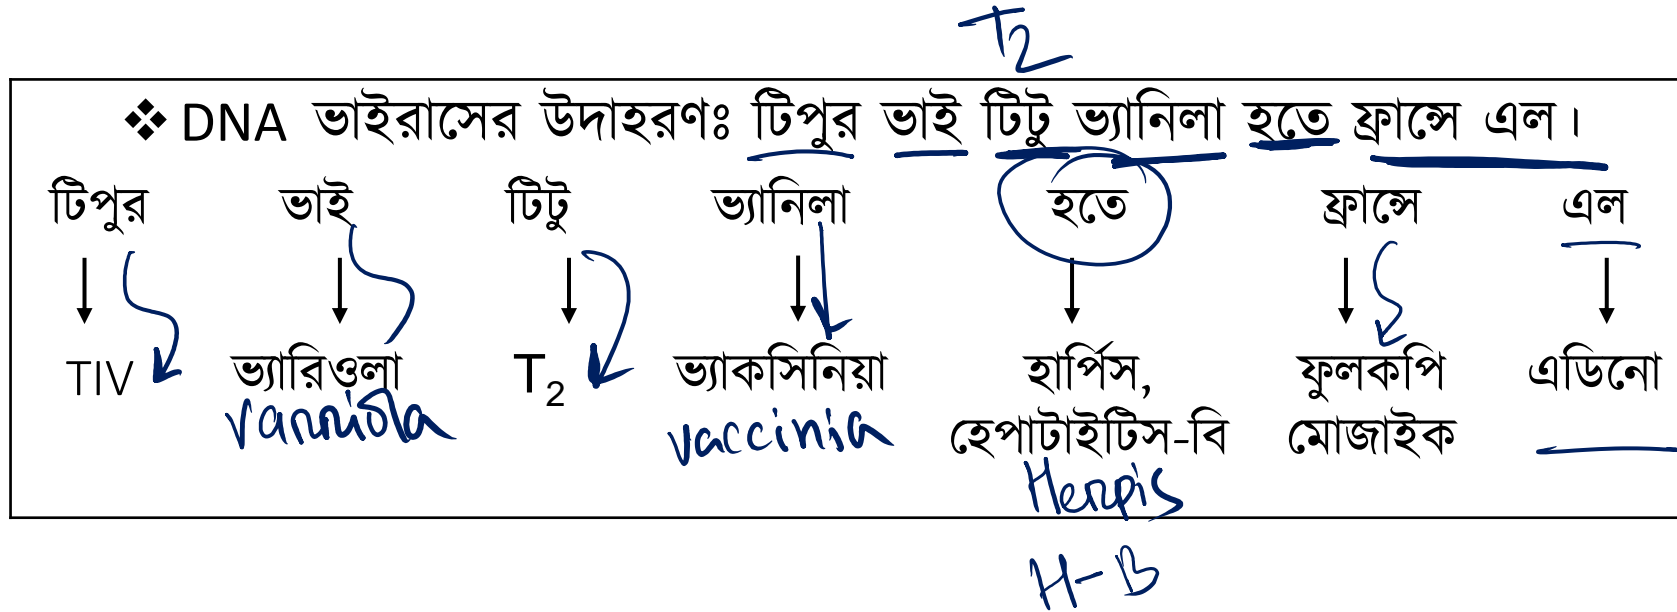 T2
❖ DNA ভাইরাসের উদাহরণঃ টিপুর ভাই টিটু ভ্যানিলা হতে ফ্রান্সে এল।
টিপুর ভাই টিটু ভ্যানিলা হতে ফ্রান্সে এল
TIV ভ্যারিওলা T₂ ভ্যাকসিনিয়া হার্পিস, ফুলকপি এডিনো
হেপাটাইটিস-বি মোজাইক
varriola vaccinia
Herpis
H-B